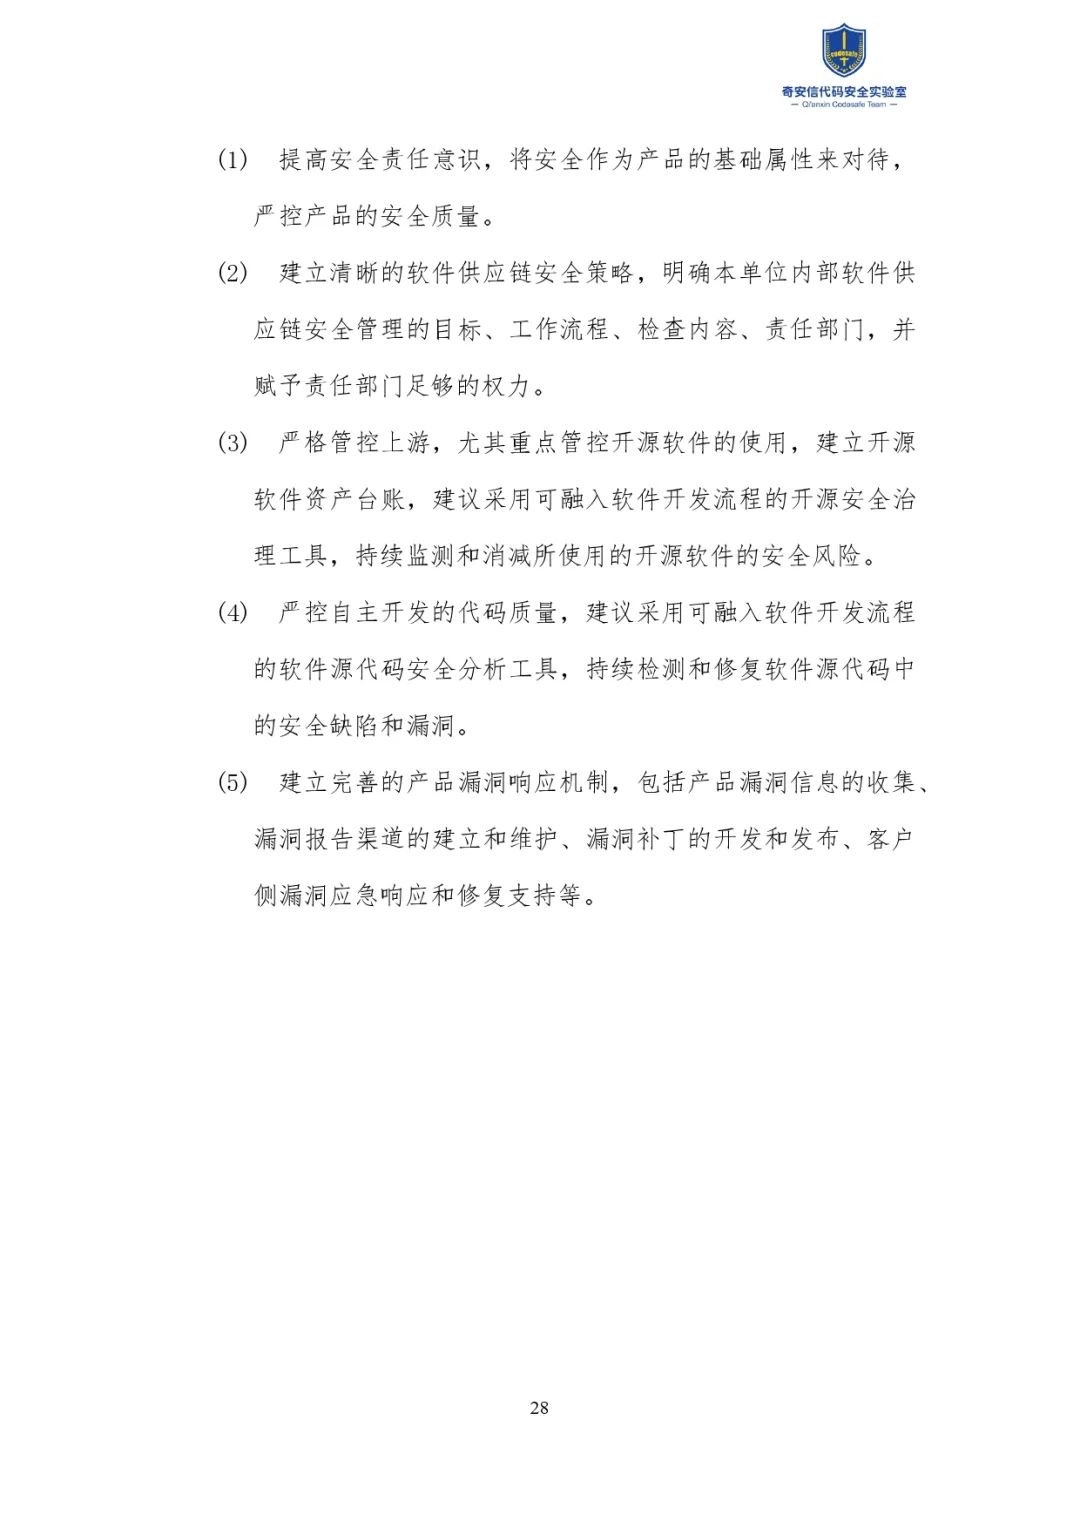 codesafe
奇安信代码安全实验室
— Qi'anxin Codesafe Team —
(1) 提高安全责任意识，将安全作为产品的基础属性来对待，
严控产品的安全质量。
(2) 建立清晰的软件供应链安全策略，明确本单位内部软件供
应链安全管理的目标、工作流程、检查内容、责任部门，并
赋予责任部门足够的权力。
(3) 严格管控上游，尤其重点管控开源软件的使用，建立开源
软件资产台账，建议采用可融入软件开发流程的开源安全治
理工具，持续监测和消减所使用的开源软件的安全风险。
(4) 严控自主开发的代码质量，建议采用可融入软件开发流程
的软件源代码安全分析工具，持续检测和修复软件源代码中
的安全缺陷和漏洞。
(5) 建立完善的产品漏洞响应机制，包括产品漏洞信息的收集、
漏洞报告渠道的建立和维护、漏洞补丁的开发和发布、客户
侧漏洞应急响应和修复支持等。
28